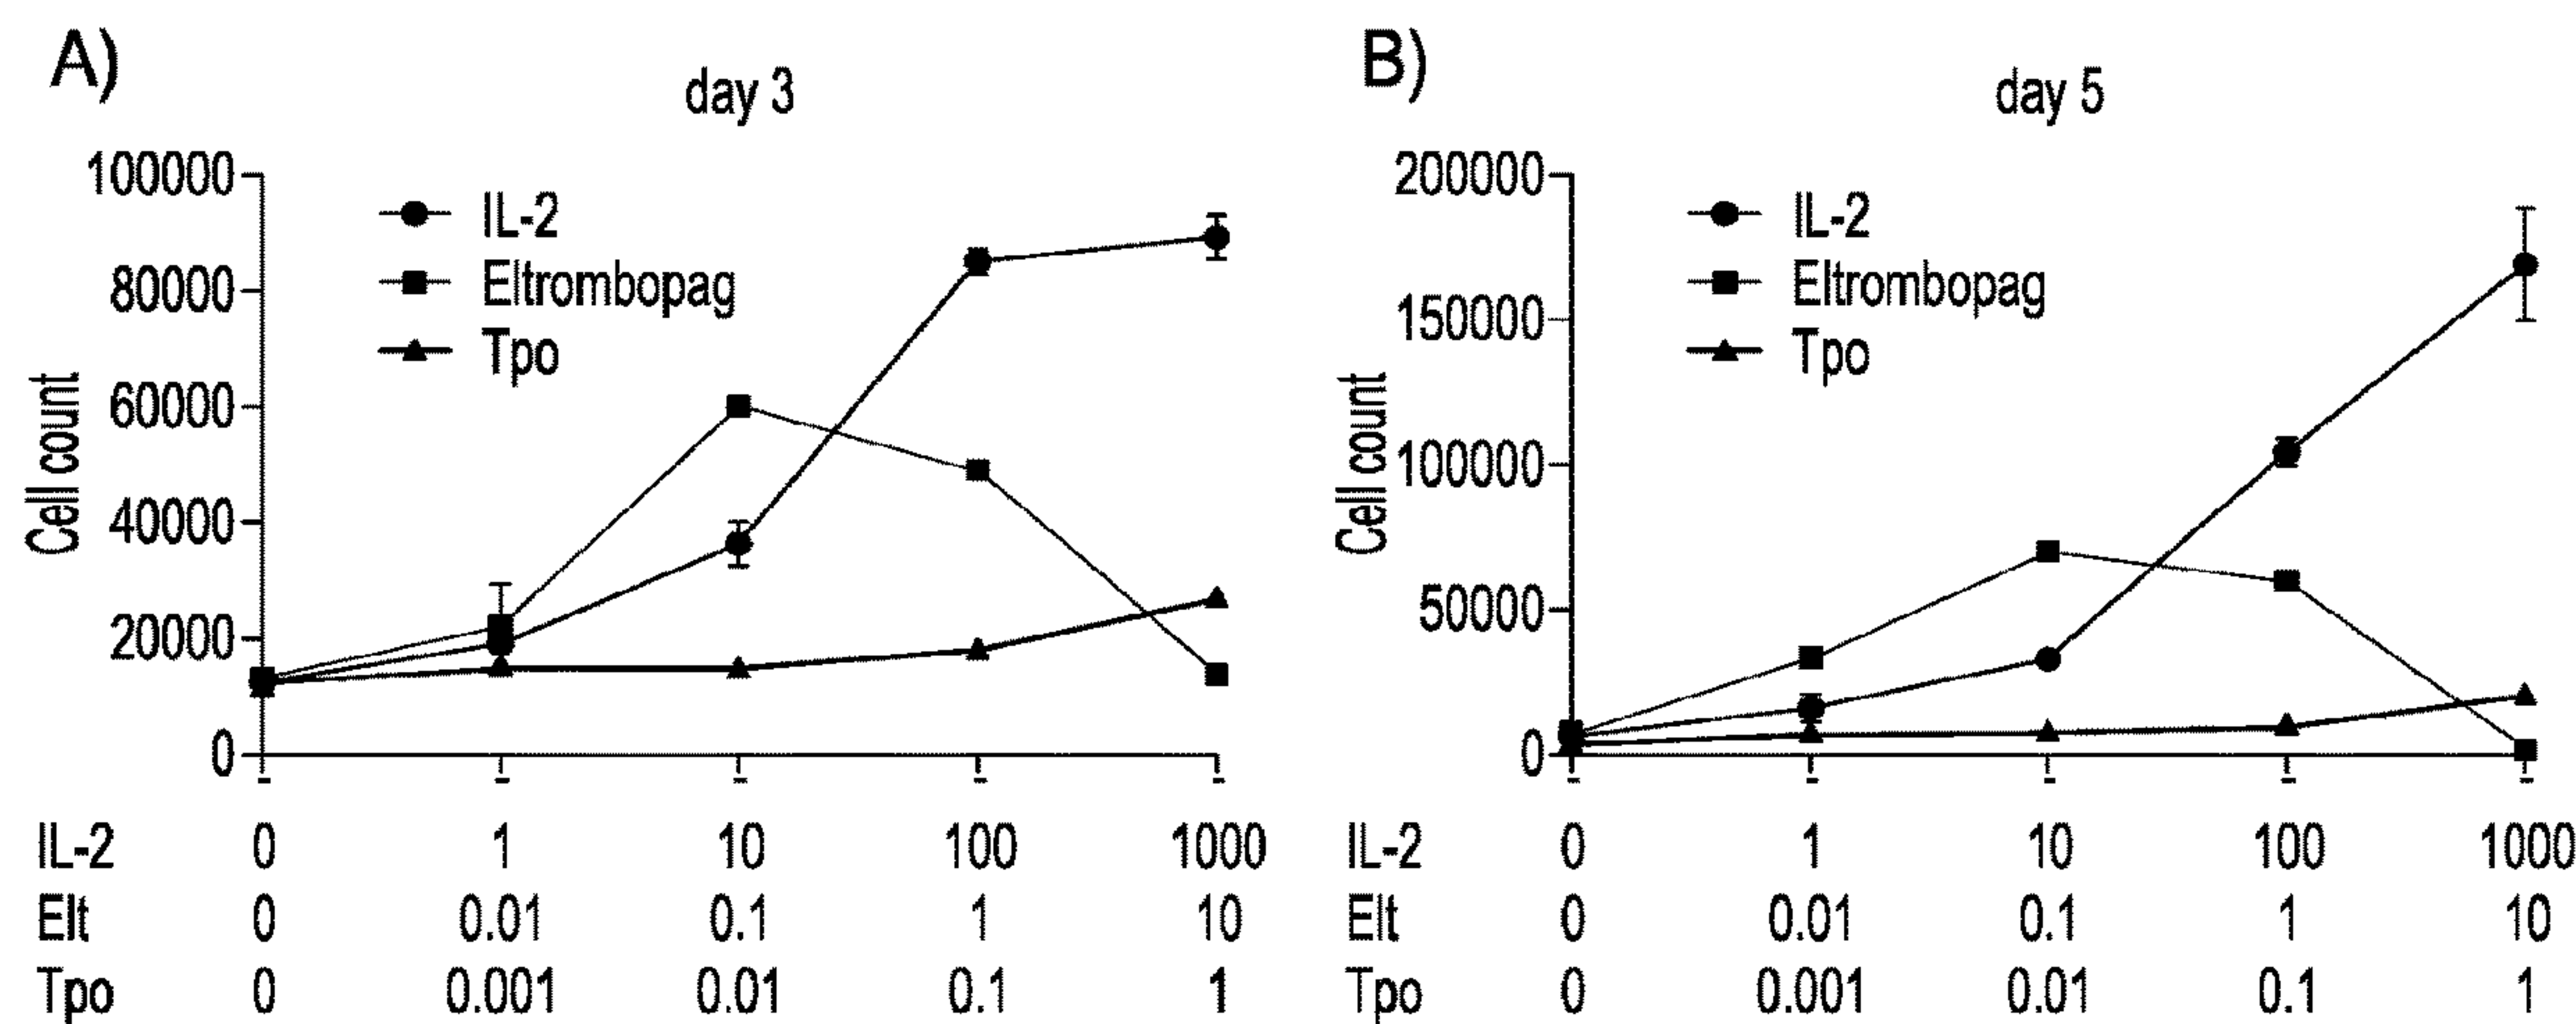 A)
day 3
100000
80000
60000
40000
20000
0
Cell count
IL-2
Eltrombopag
Tpo
IL-2 0 1 10 100 1000
Elt 0 0.01 0.1 1 10
Tpo 0 0.001 0.01 0.1 1
B)
day 5
200000
150000
100000
50000
0
Cell count
IL-2
Eltrombopag
Tpo
IL-2 0 1 10 100 1000
Elt 0 0.01 0.1 1 10
Tpo 0 0.001 0.01 0.1 1